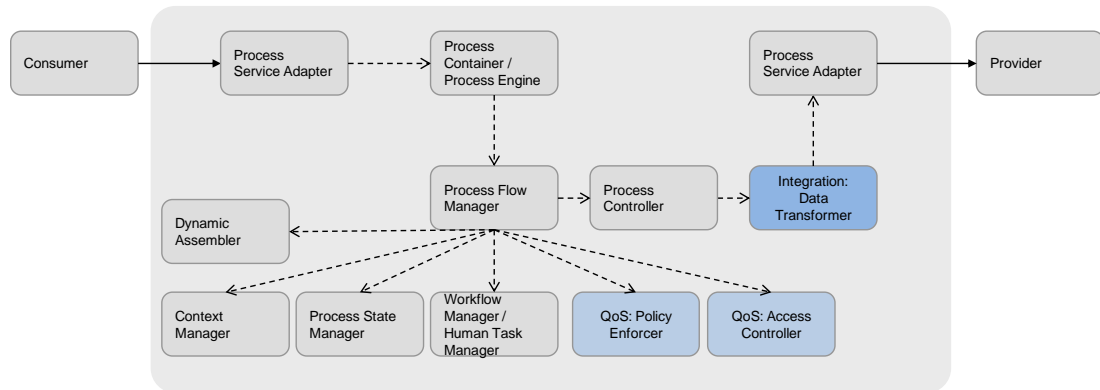 Consumer
Process
Service Adapter
Process
Container /
Process Engine
Process
Service Adapter
Provider
Process Flow
Manager
Process
Controller
Integration:
Data
Transformer
Dynamic
Assembler
Context
Manager
Process State
Manager
Workflow
Manager /
Human Task
Manager
QoS: Policy
Enforcer
QoS: Access
Controller